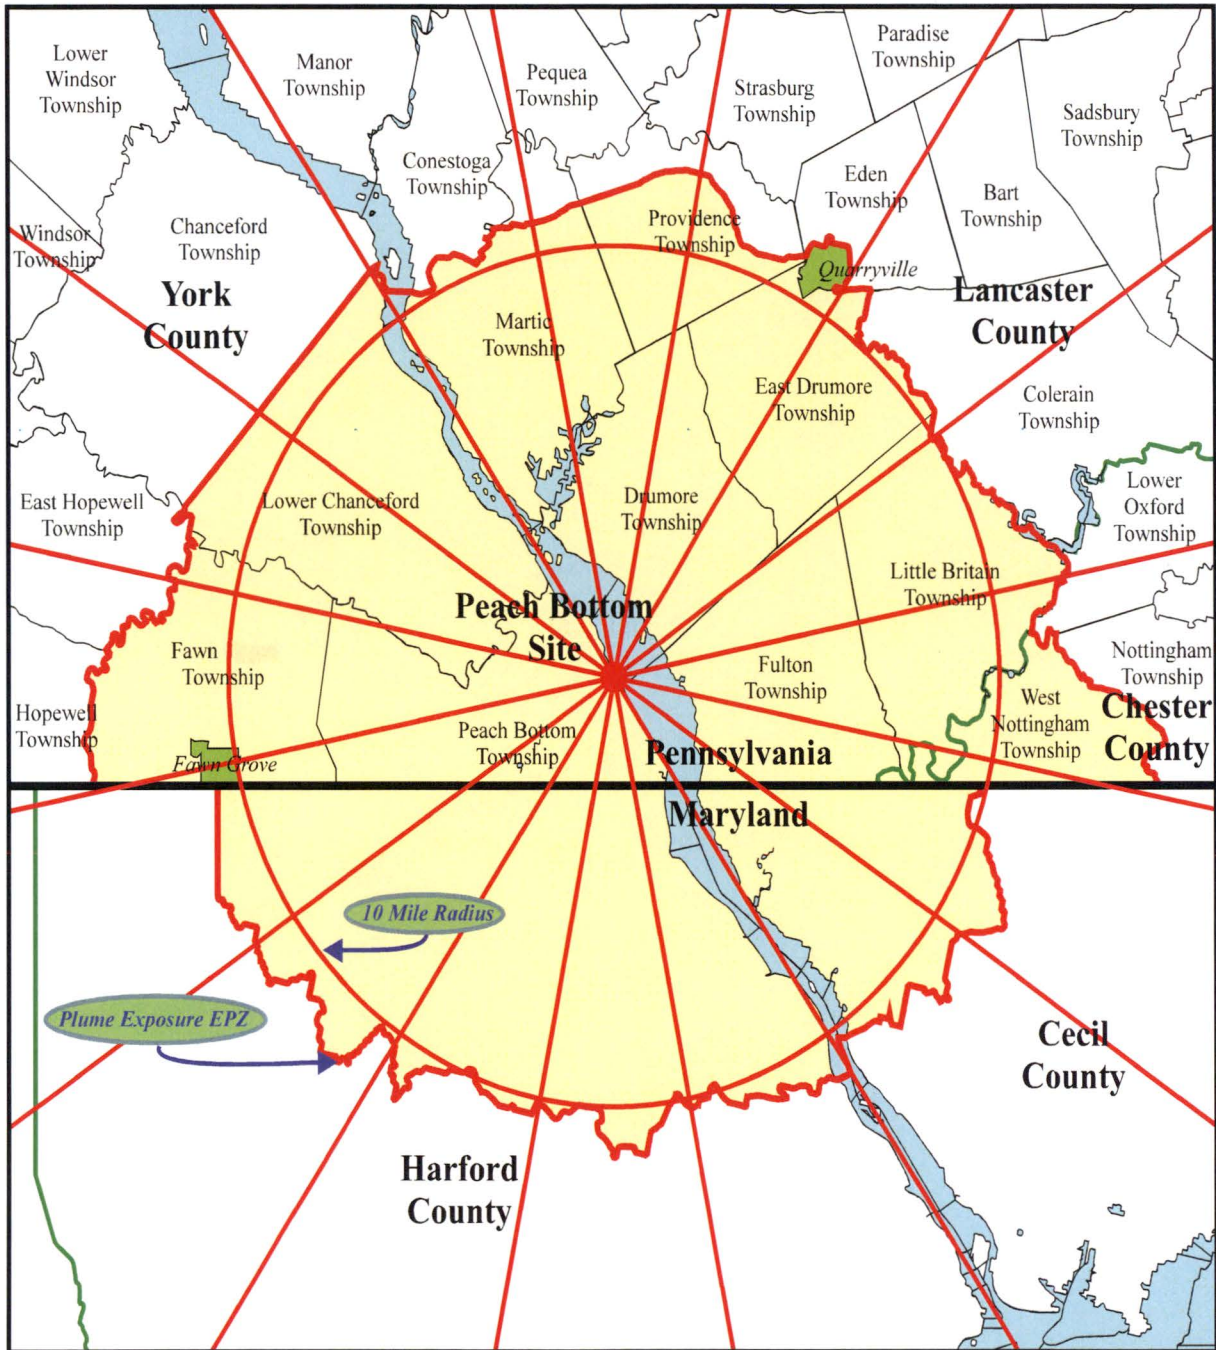 Lower
Windsor
Township
Manor
Township
Pequea
Township
Strasburg
Township
Paradise
Township
Sadsbury
Township
Conestoga
Township
Eden
Township
Bart
Township
Windsor
Township
Chanceford
Township
Providence
Township
Quarryville
York
County
Lancaster
County
Martic
Township
East Drumore
Township
Colerain
Township
East Hopewell
Township
Lower Chanceford
Township
Drumore
Township
Lower
Oxford
Township
Little Britain
Township
Peach Bottom
Site
Fawn
Township
Fulton
Township
Nottingham
Township
Hopewell
Township
West
Nottingham
Township
Chester
County
Peach Bottom
Township
Fawn Grove
Pennsylvania
Maryland
10 Mile Radius
Plume Exposure EPZ
Cecil
County
Harford
County